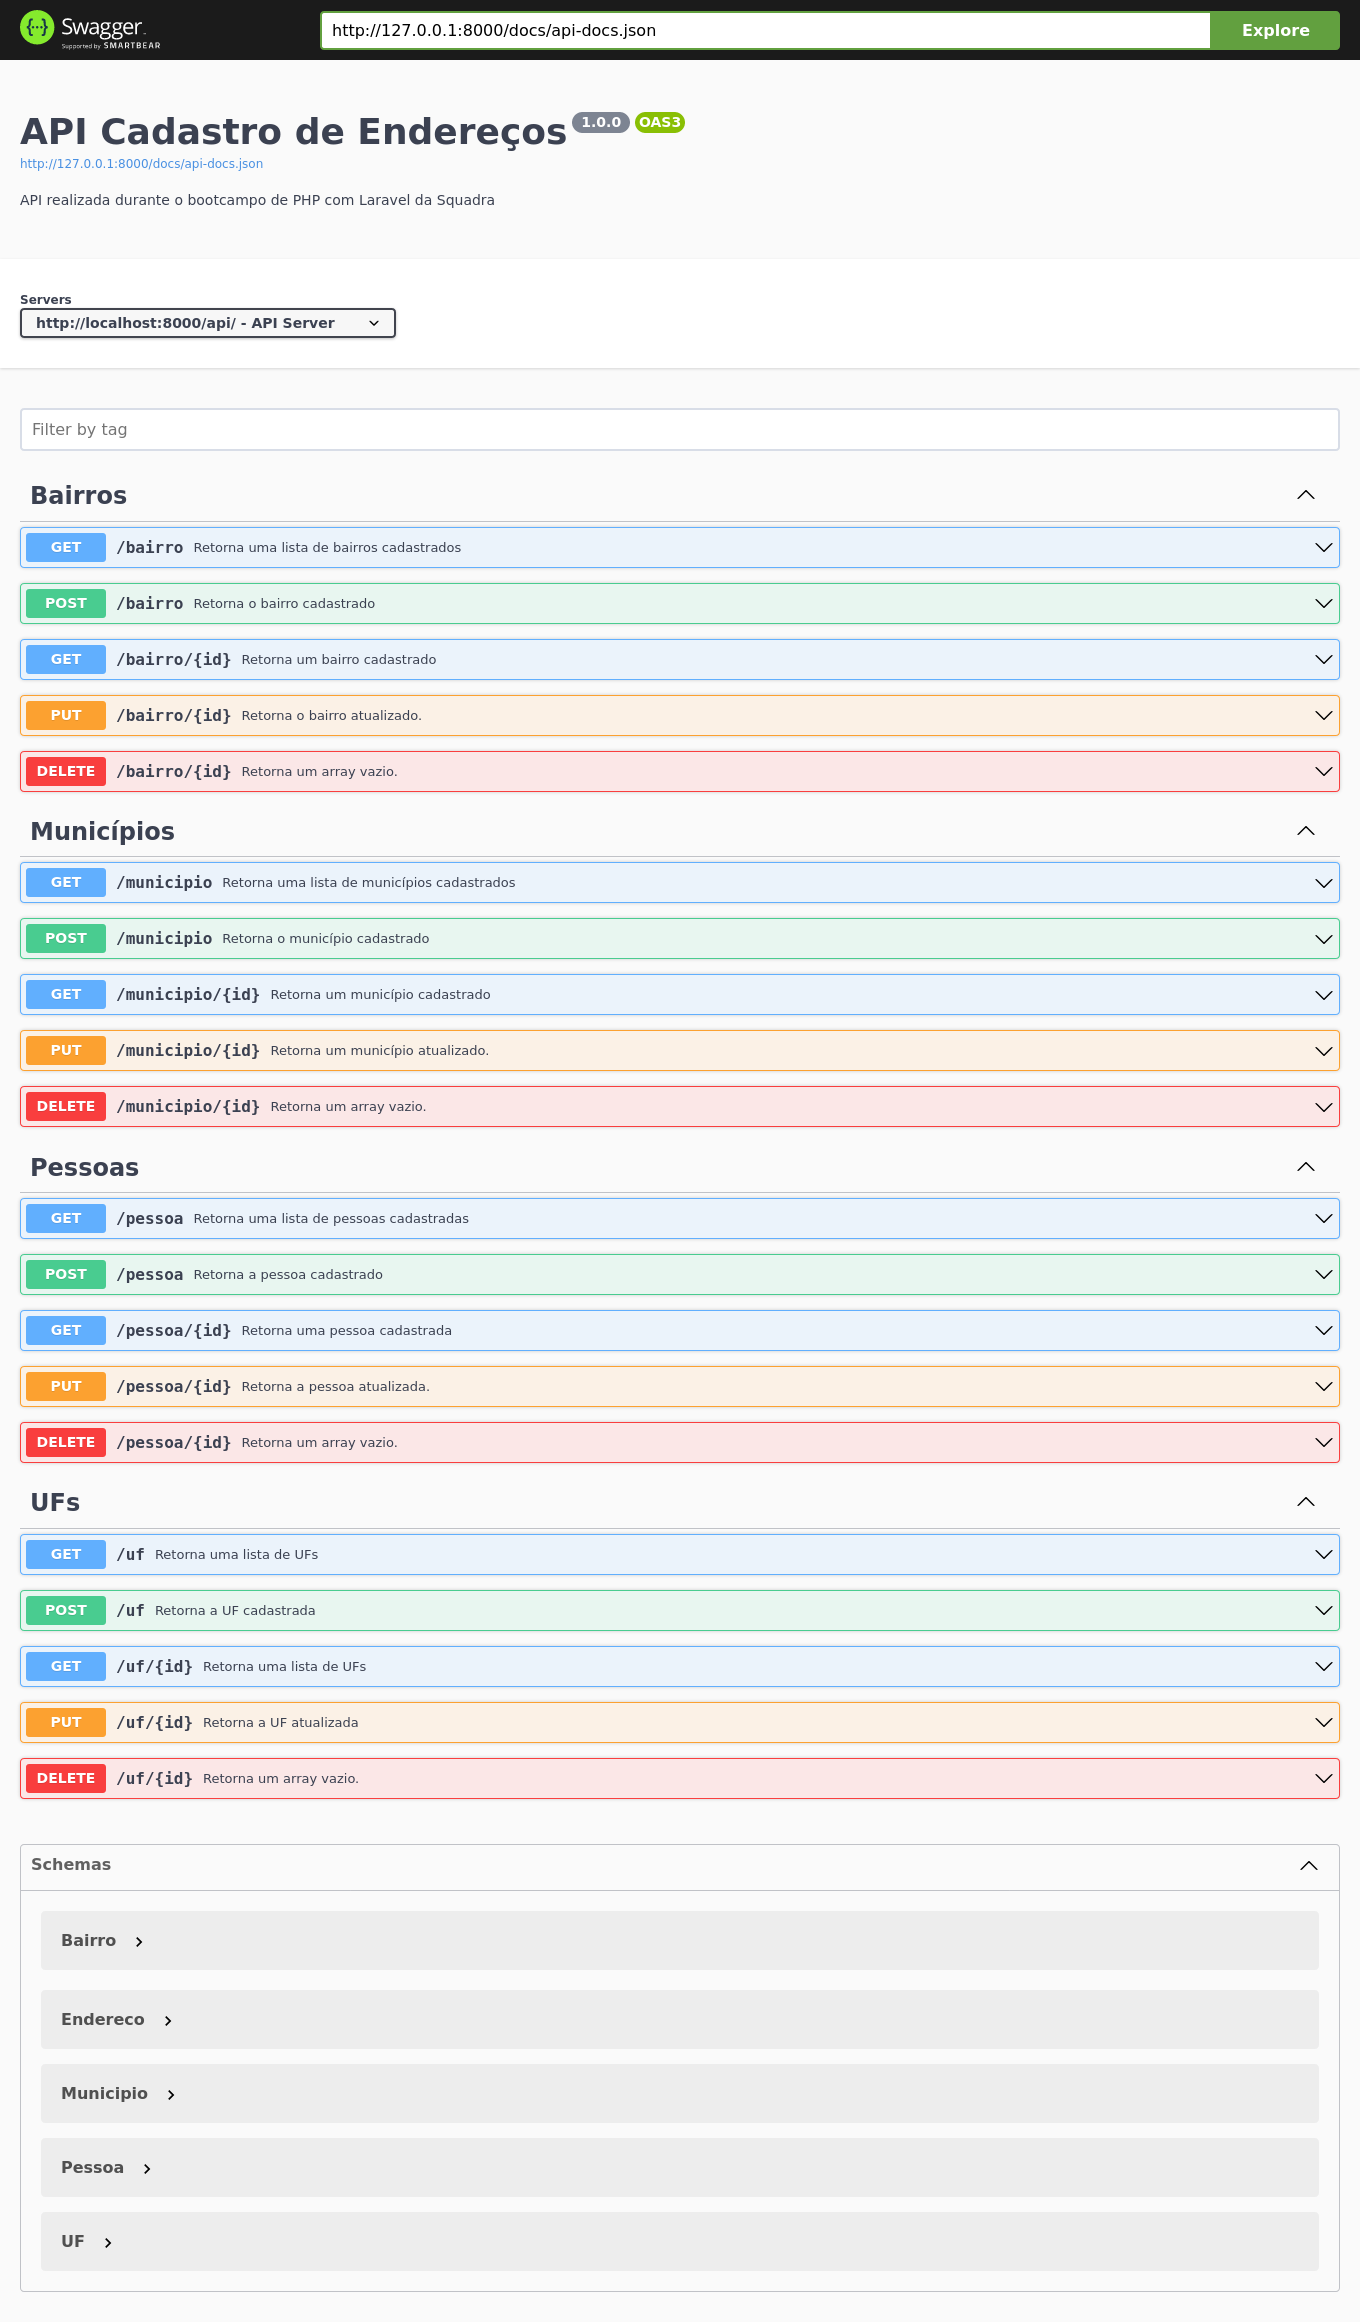 Swagger.
Supported by SMARTBEAR
http://127.0.0.1:8000/docs/api-docs.json
Explore
API Cadastro de Endereços 1.0.0 OAS3
http://127.0.0.1:8000/docs/api-docs.json
API realizada durante o bootcampo de PHP com Laravel da Squadra
Servers
http://localhost:8000/api/ - API Server
Filter by tag
Bairros
GET /bairro Retorna uma lista de bairros cadastrados
POST /bairro Retorna o bairro cadastrado
GET /bairro/{id} Retorna um bairro cadastrado
PUT /bairro/{id} Retorna o bairro atualizado.
DELETE /bairro/{id} Retorna um array vazio.
Municípios
GET /municipio Retorna uma lista de municípios cadastrados
POST /municipio Retorna o município cadastrado
GET /municipio/{id} Retorna um município cadastrado
PUT /municipio/{id} Retorna um município atualizado.
DELETE /municipio/{id} Retorna um array vazio.
Pessoas
GET /pessoa Retorna uma lista de pessoas cadastradas
POST /pessoa Retorna a pessoa cadastrado
GET /pessoa/{id} Retorna uma pessoa cadastrada
PUT /pessoa/{id} Retorna a pessoa atualizada.
DELETE /pessoa/{id} Retorna um array vazio.
UFs
GET /uf Retorna uma lista de UFs
POST /uf Retorna a UF cadastrada
GET /uf/{id} Retorna uma lista de UFs
PUT /uf/{id} Retorna a UF atualizada
DELETE /uf/{id} Retorna um array vazio.
Schemas
Bairro
Endereco
Municipio
Pessoa
UF